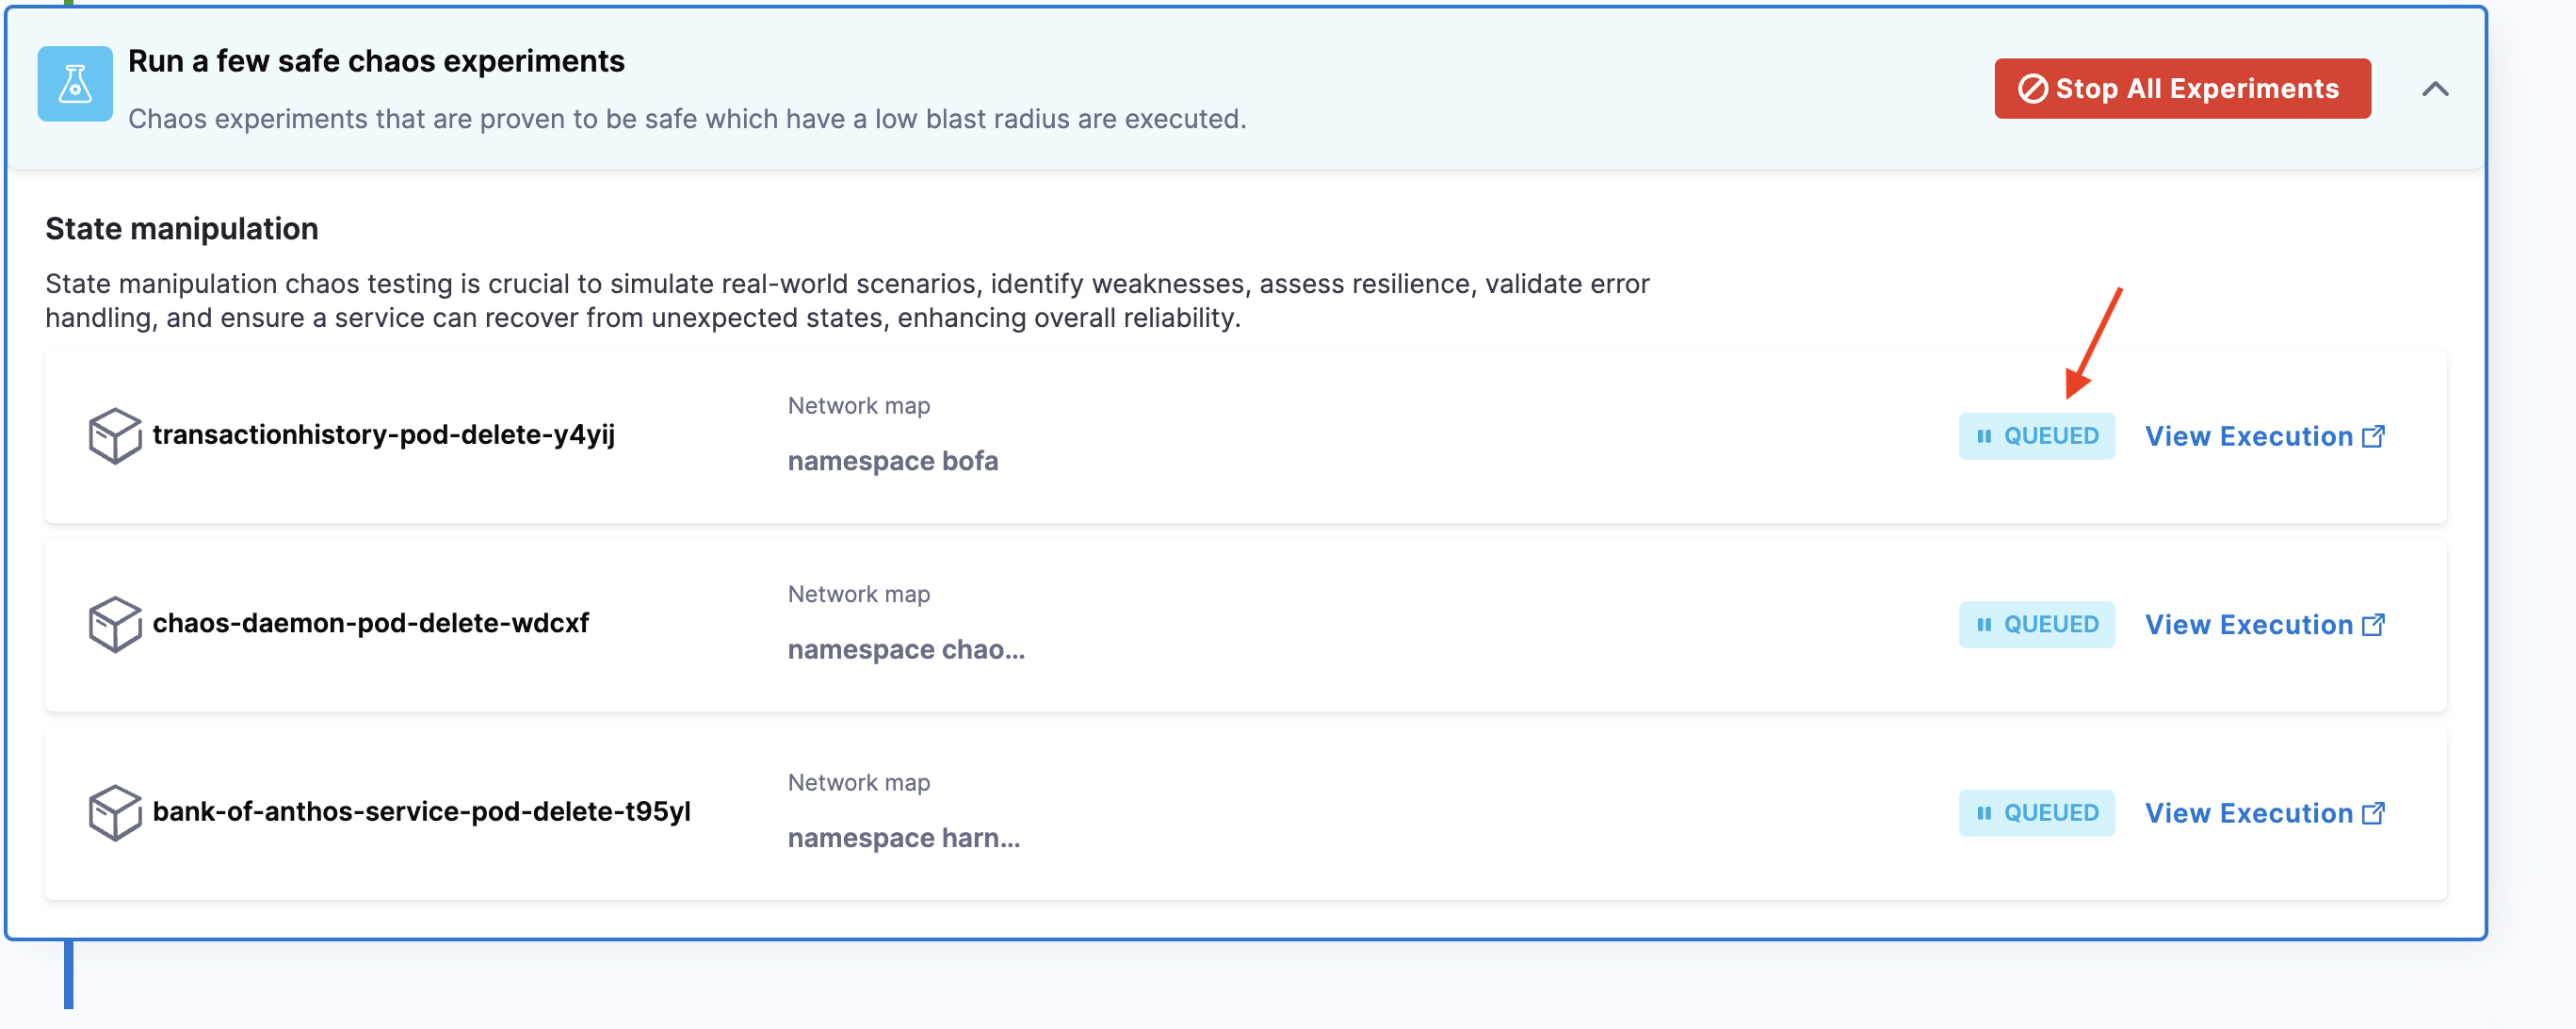 Run a few safe chaos experiments
Chaos experiments that are proven to be safe which have a low blast radius are executed.
Stop All Experiments
State manipulation
State manipulation chaos testing is crucial to simulate real-world scenarios, identify weaknesses, assess resilience, validate error
handling, and ensure a service can recover from unexpected states, enhancing overall reliability.
transactionhistory-pod-delete-y4yij
Network map
namespace bofa
QUEUED
View Execution
chaos-daemon-pod-delete-wdcxf
Network map
namespace chao...
QUEUED
View Execution
bank-of-anthos-service-pod-delete-t95yl
Network map
namespace harn...
QUEUED
View Execution